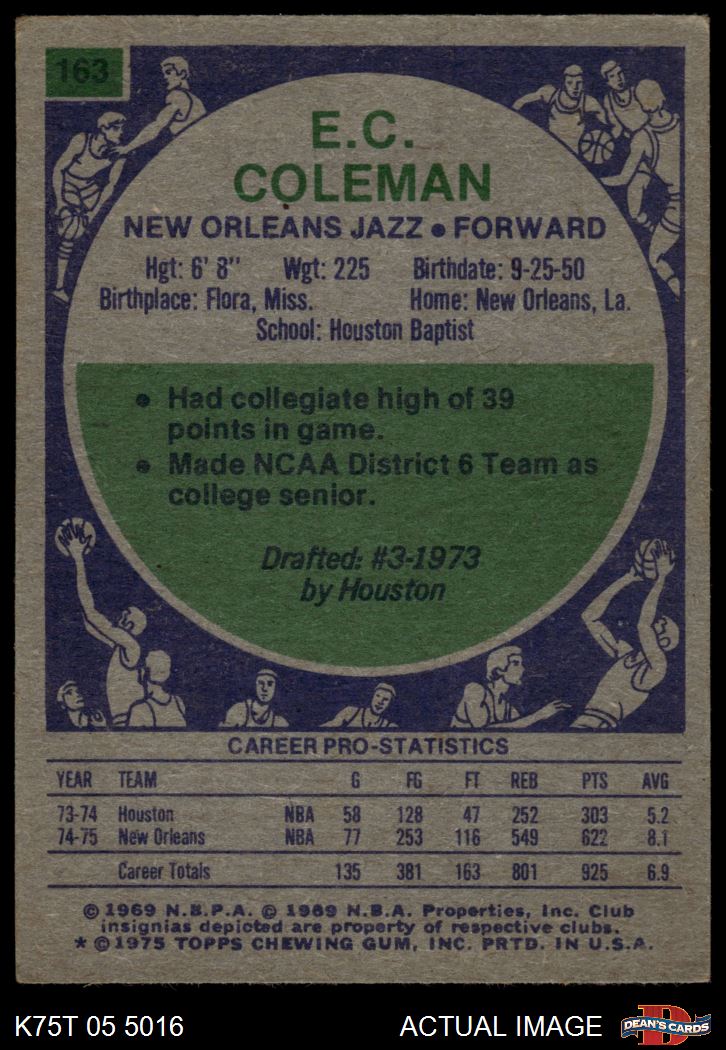 163
E.C.
COLEMAN
NEW ORLEANS JAZZ • FORWARD
Hgt: 6' 8" Wgt: 225 Birthdate: 9-25-50
Birthplace: Flora, Miss. Home: New Orleans, La.
School: Houston Baptist
• Had collegiate high of 39
points in game.
• Made NCAA District 6 Team as
college senior.
Drafted: #3-1973
by Houston
CAREER PRO-STATISTICS
YEAR TEAM G FG FT REB PTS AVG
73-74 Houston NBA 58 128 47 252 303 5.2
74-75 New Orleans NBA 77 253 116 549 622 8.1
Career Totals 135 381 163 801 925 6.9
© 1969 N.B.P.A. © 1969 N.B.A. Properties, Inc. Club
insignias depicted are property of respective clubs.
* © 1975 TOPPS CHEWING GUM, INC. PRTD. IN U.S.A.
K75T 05 5016 ACTUAL IMAGE
D
DEAN'S CARDS